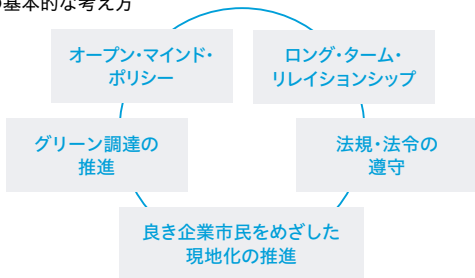 基本的な考え方
オープン・マインド・
ポリシー
ロング・ターム・
リレイションシップ
グリーン調達の
推進
法規・法令の
遵守
良き企業市民をめざした
現地化の推進